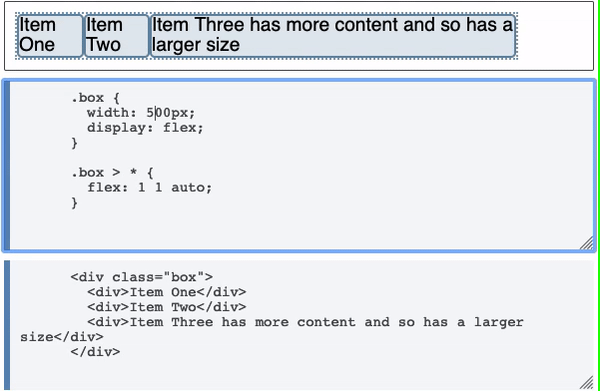 Item Item Item Three has more content and so has a
One Two larger size
.box {
width: 500px;
display: flex;
}
.box > * {
flex: 1 1 auto;
}
<div class="box">
<div>Item One</div>
<div>Item Two</div>
<div>Item Three has more content and so has a larger
size</div>
</div>